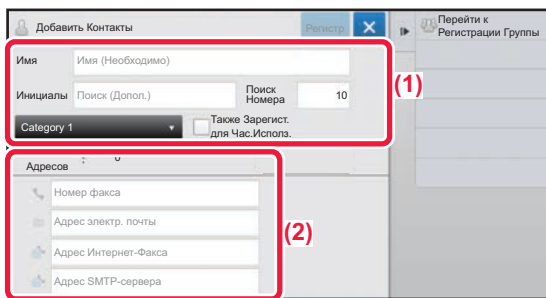 Добавить Контакты
Регистр
Перейти к
Регистрации Группы
Имя
Имя (Необходимо)
Инициалы
Поиск (Допол.)
Поиск
Номера
10
(1)
Category 1
Также Зарегист.
для Час.Исполз.
Адресов
: 0
Номер факса
Адрес электр. почты
(2)
Адрес Интернет-Факса
Адрес SMTP-сервера